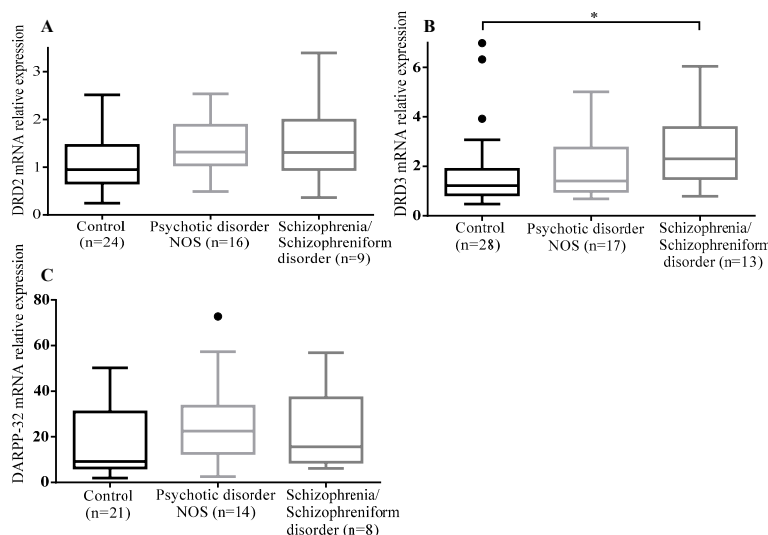 A
DRD2 mRNA relative expression
3
2
1
0
Control
(n=24)
Psychotic disorder
NOS (n=16)
Schizophrenia/
Schizophreniform
disorder (n=9)
B
*
DRD3 mRNA relative expression
6
4
2
0
Control
(n=28)
Psychotic disorder
NOS (n=17)
Schizophrenia/
Schizophreniform
disorder (n=13)
C
DARPP-32 mRNA relative expression
80
60
40
20
0
Control
(n=21)
Psychotic disorder
NOS (n=14)
Schizophrenia/
Schizophreniform
disorder (n=8)